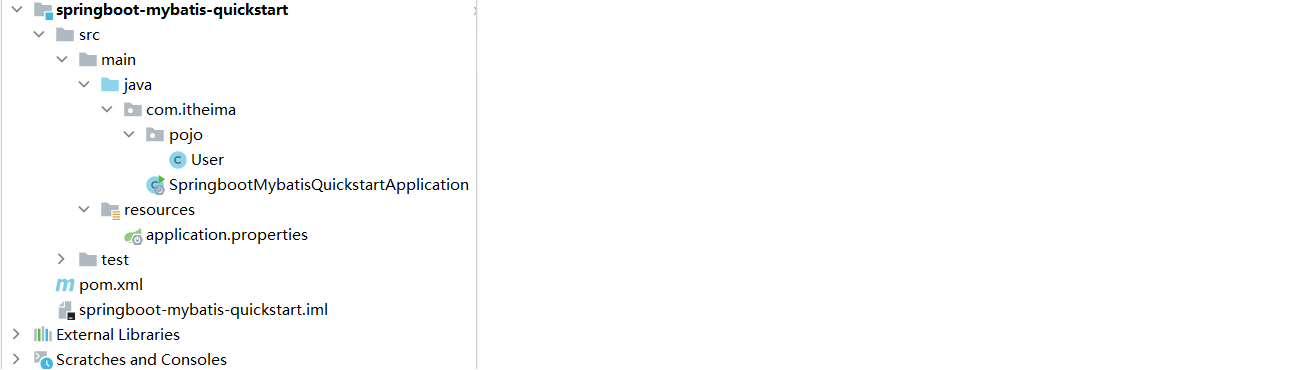 springboot-mybatis-quickstart
src
main
java
com.itheima
pojo
User
SpringbootMybatisQuickstartApplication
resources
application.properties
test
pom.xml
springboot-mybatis-quickstart.iml
External Libraries
Scratches and Consoles